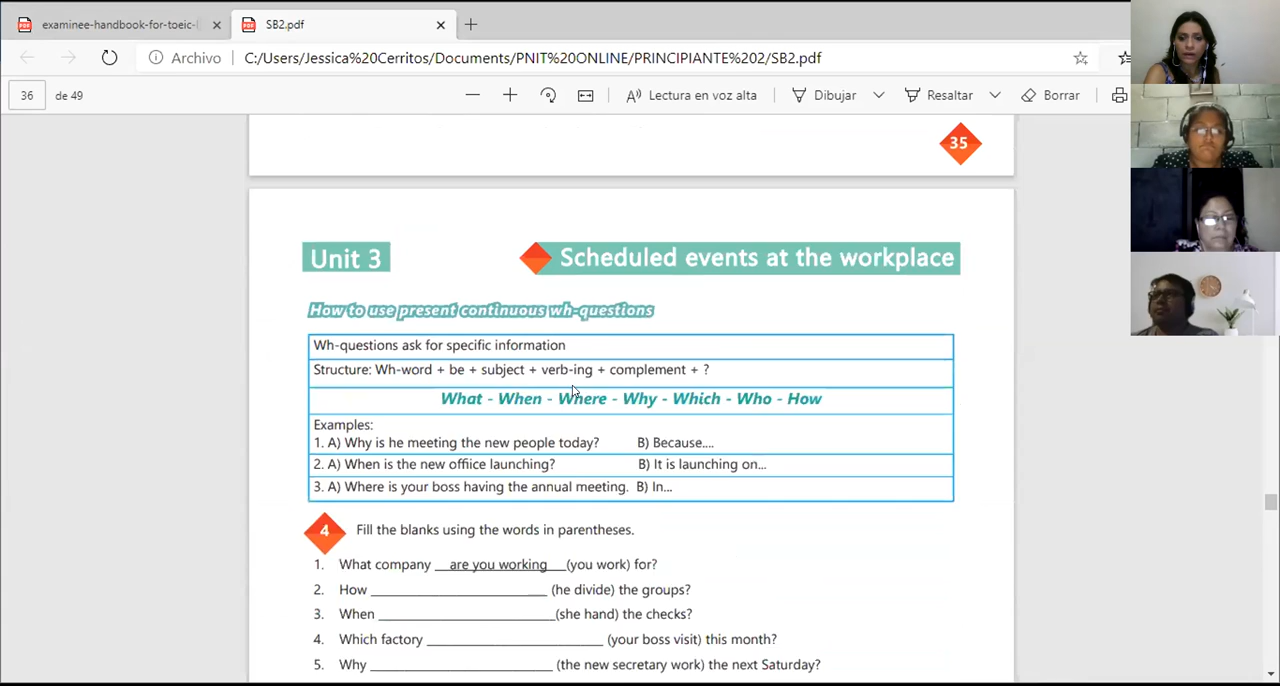 examinee-handbook-for-toeic-l
SB2.pdf
Archivo
C:/Users/Jessica%20Cerritos/Documents/PNIT%20ONLINE/PRINCIPIANTE%202/SB2.pdf
36
de 49
Lectura en voz alta
Dibujar
Resaltar
Borrar
35
Unit 3
Scheduled events at the workplace
How to use present continuous wh-questions
Wh-questions ask for specific information
Structure: Wh-word + be + subject + verb-ing + complement + ?
What - When - Where - Why - Which - Who - How
Examples:
1. A) Why is he meeting the new people today? B) Because....
2. A) When is the new office launching? B) It is launching on...
3. A) Where is your boss having the annual meeting. B) In...
4 Fill the blanks using the words in parentheses.
1. What company __are you working___(you work) for?
2. How ______________________ (he divide) the groups?
3. When ______________________(she hand) the checks?
4. Which factory ______________________ (your boss visit) this month?
5. Why ______________________ (the new secretary work) the next Saturday?